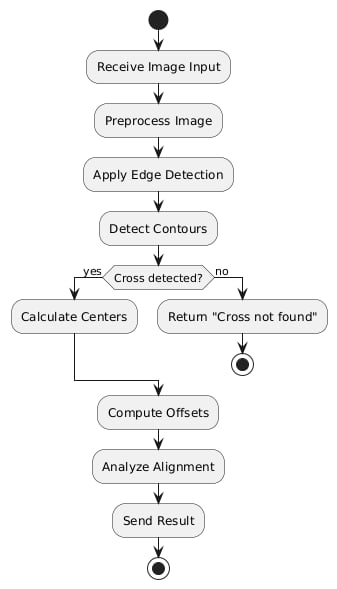 Receive Image Input
Preprocess Image
Apply Edge Detection
Detect Contours
yes
Cross detected?
no
Calculate Centers
Return "Cross not found"
Compute Offsets
Analyze Alignment
Send Result